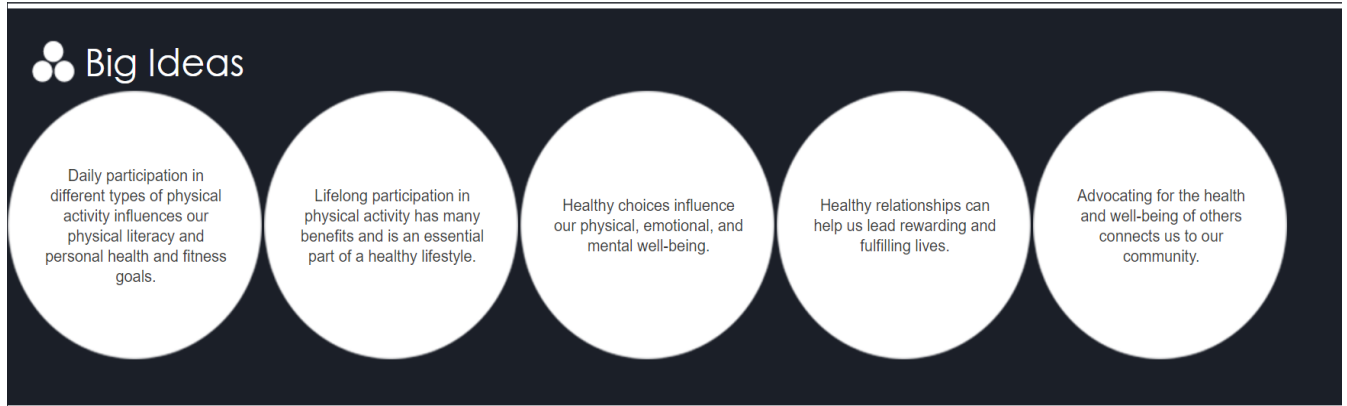 Big Ideas
Daily participation in
different types of physical
activity influences our
physical literacy and
personal health and fitness
goals.
Lifelong participation in
physical activity has many
benefits and is an essential
part of a healthy lifestyle.
Healthy choices influence
our physical, emotional, and
mental well-being.
Healthy relationships can
help us lead rewarding and
fulfilling lives.
Advocating for the health
and well-being of others
connects us to our
community.